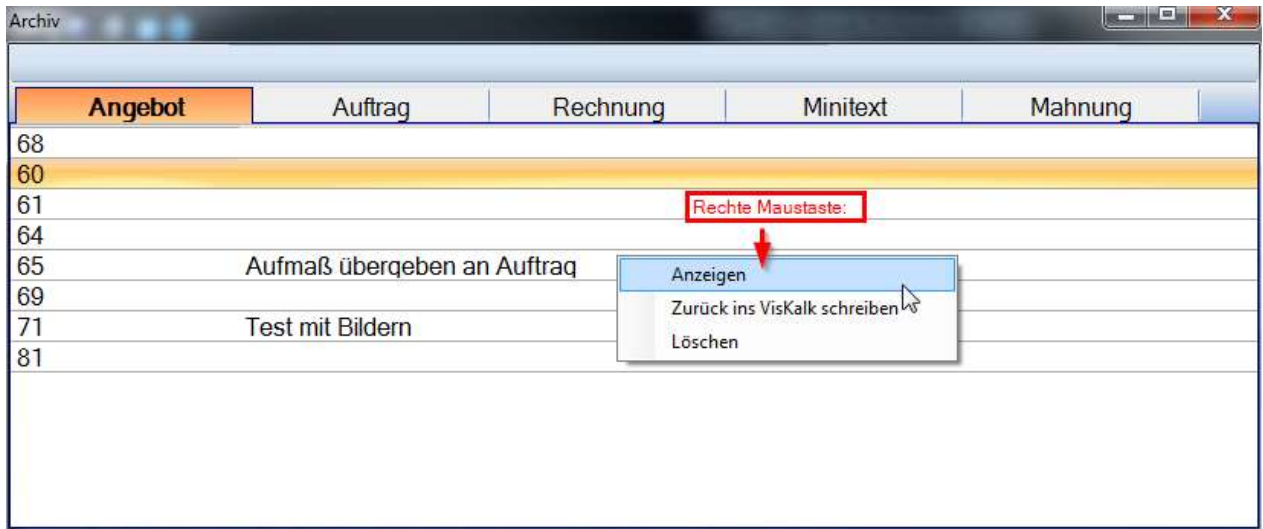 Archiv
Angebot Auftrag Rechnung Minitext Mahnung
68
60
61
Rechte Maustaste:
64
65 Aufmaß übergeben an Auftrag
Anzeigen
69
Zurück ins VisKalk schreiben
71 Test mit Bildern
Löschen
81